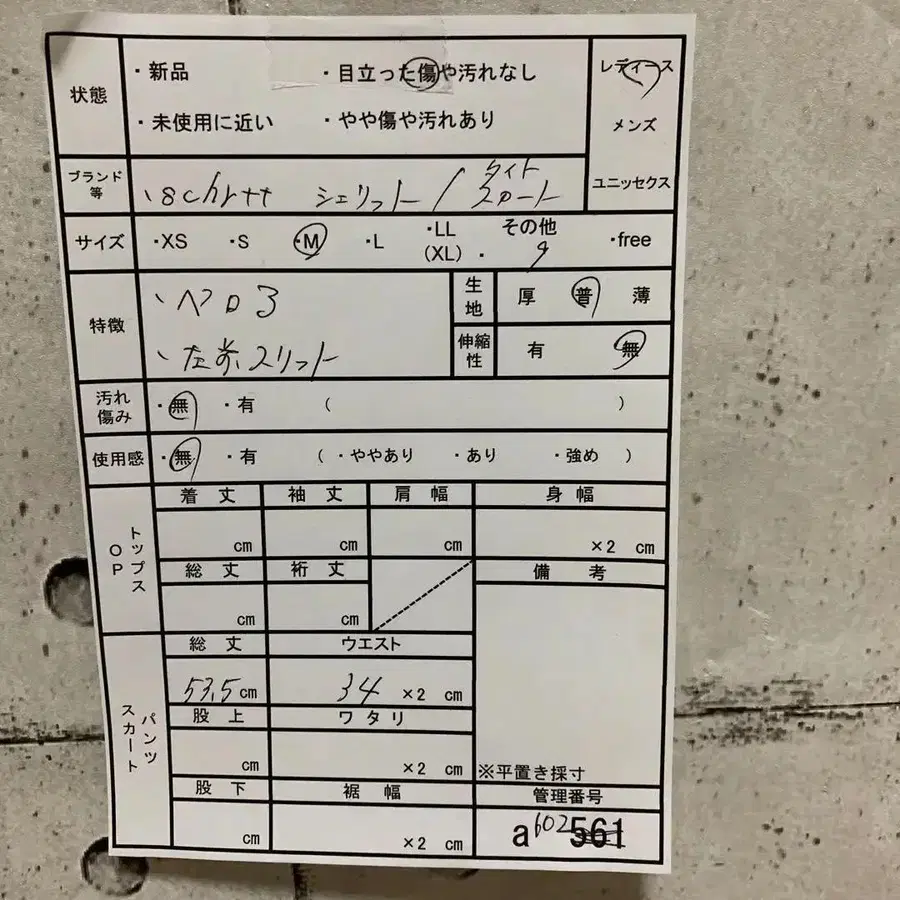 状態
・新品 ・目立った傷や汚れなし
・未使用に近い ・やや傷や汚れあり
レディース
メンズ
ユニッセクス
ブランド等
シェリット / タイトスカート
サイズ
・XS ・S ・M ・L ・LL (XL) ・その他 9 ・free
特徴
、左前スリット
生地 厚 普 薄
伸縮性 有 無
汚れ傷み ・無 ・有 ( )
使用感 ・無 ・有 ( ・ややあり ・あり ・強め )
トップス OP
着丈 袖丈 肩幅 身幅
cm cm cm ×2 cm
総丈 裄丈 備考
cm cm
パンツ スカート
総丈 ウエスト
53.5 cm 34 ×2 cm
股上 ワタリ
cm ×2 cm
※平置き採寸
股下 裾幅 管理番号
cm ×2 cm a 602 561